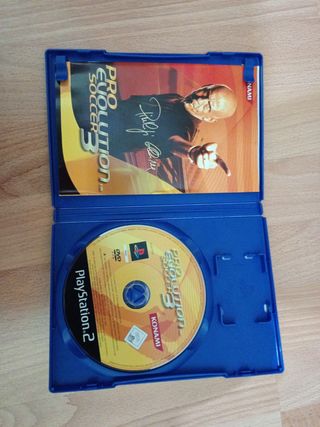 KONAMI
PRO
EVOLUTION
SOCCER 3
PRO
EVOLUTION
SOCCER 3
KONAMI
DVD
PlayStation.2